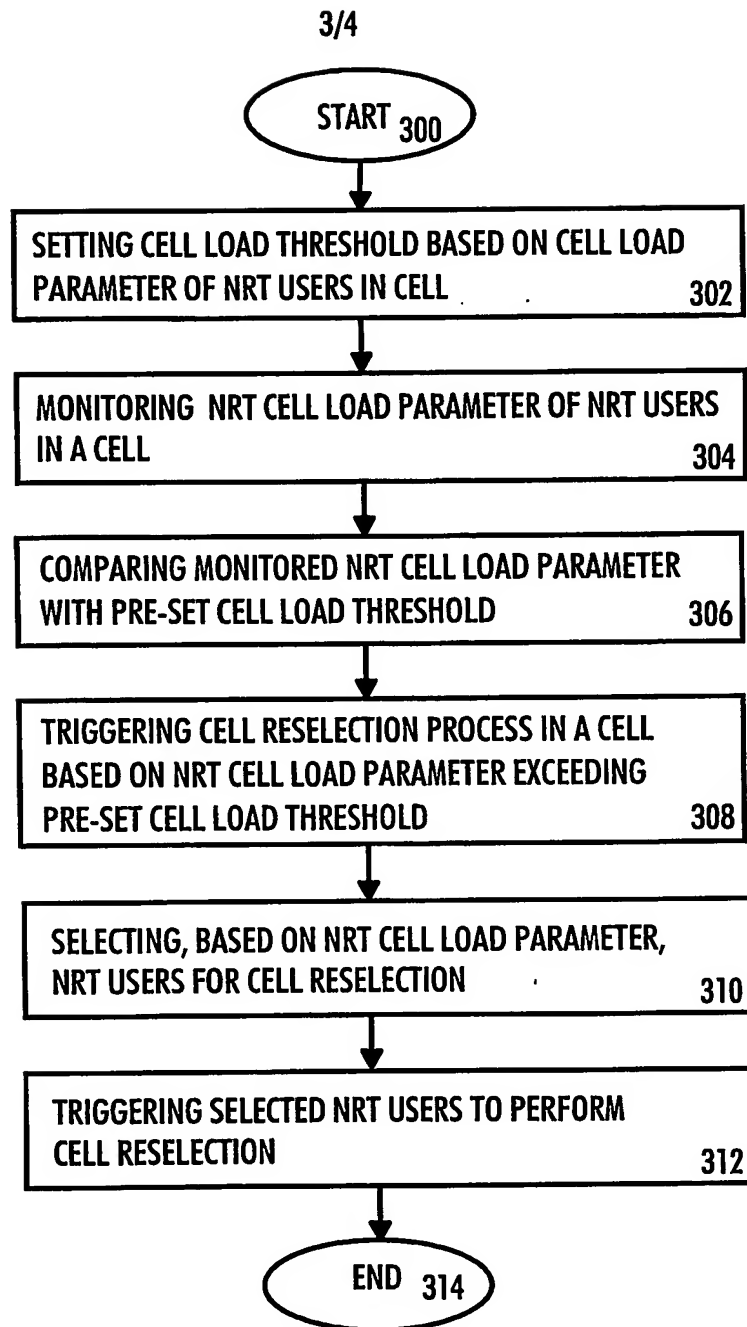 3/4
START 300
SETTING CELL LOAD THRESHOLD BASED ON CELL LOAD
PARAMETER OF NRT USERS IN CELL 302
MONITORING NRT CELL LOAD PARAMETER OF NRT USERS
IN A CELL 304
COMPARING MONITORED NRT CELL LOAD PARAMETER
WITH PRE-SET CELL LOAD THRESHOLD 306
TRIGGERING CELL RESELECTION PROCESS IN A CELL
BASED ON NRT CELL LOAD PARAMETER EXCEEDING
PRE-SET CELL LOAD THRESHOLD 308
SELECTING, BASED ON NRT CELL LOAD PARAMETER,
NRT USERS FOR CELL RESELECTION 310
TRIGGERING SELECTED NRT USERS TO PERFORM
CELL RESELECTION 312
END 314